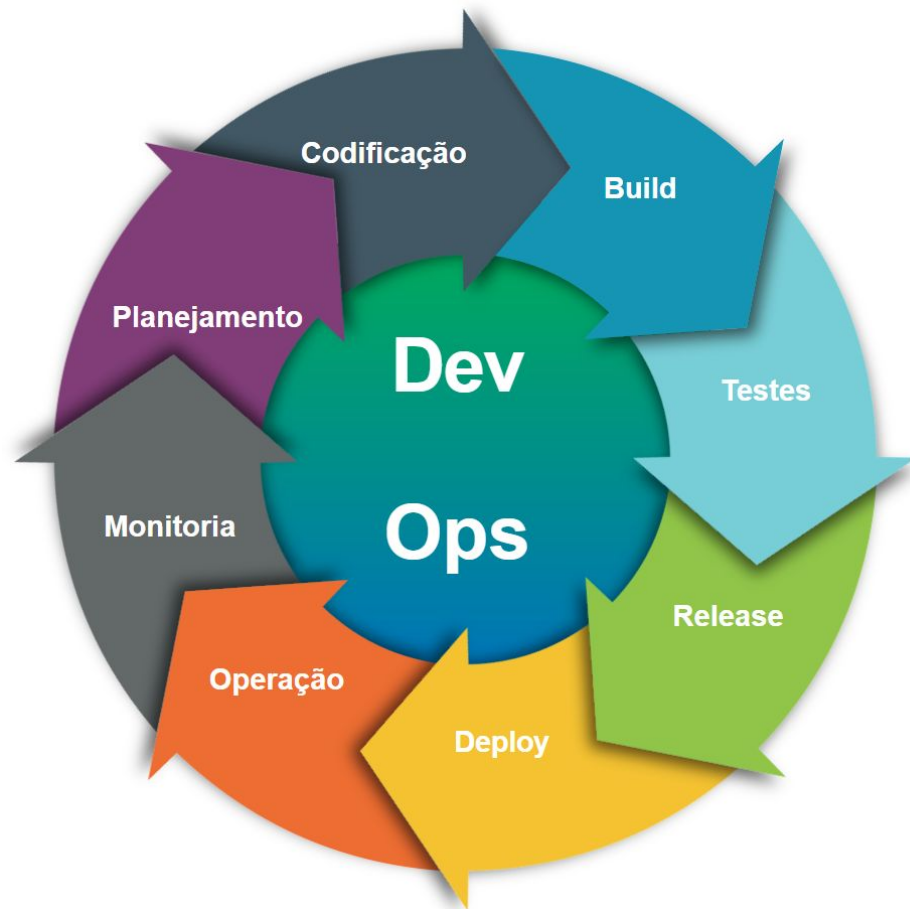 Codificação
Build
Planejamento
Dev
Testes
Monitoria
Ops
Release
Operação
Deploy